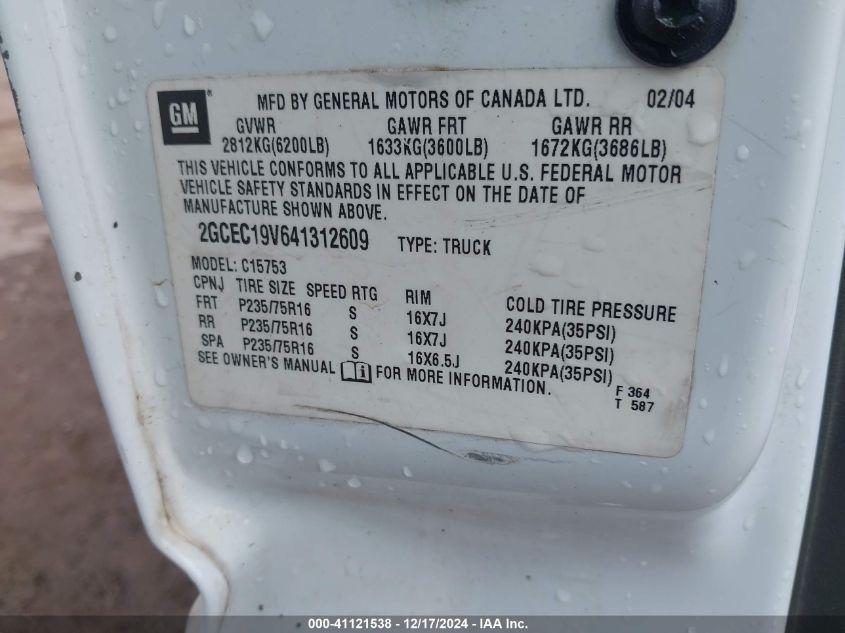 GM
MFD BY GENERAL MOTORS OF CANADA LTD. 02/04
GVWR GAWR FRT GAWR RR
2812KG(6200LB) 1633KG(3600LB) 1672KG(3686LB)
THIS VEHICLE CONFORMS TO ALL APPLICABLE U.S. FEDERAL MOTOR
VEHICLE SAFETY STANDARDS IN EFFECT ON THE DATE OF
MANUFACTURE SHOWN ABOVE.
2GCEC19V641312609 TYPE: TRUCK
MODEL: C15753
CPNJ TIRE SIZE SPEED RTG RIM COLD TIRE PRESSURE
FRT P235/75R16 S 16X7J 240KPA(35PSI)
RR P235/75R16 S 16X7J 240KPA(35PSI)
SPA P235/75R16 S 16X6.5J 240KPA(35PSI)
SEE OWNER'S MANUAL FOR MORE INFORMATION.
F 364
T 587
000-41121538 - 12/17/2024 - IAA Inc.